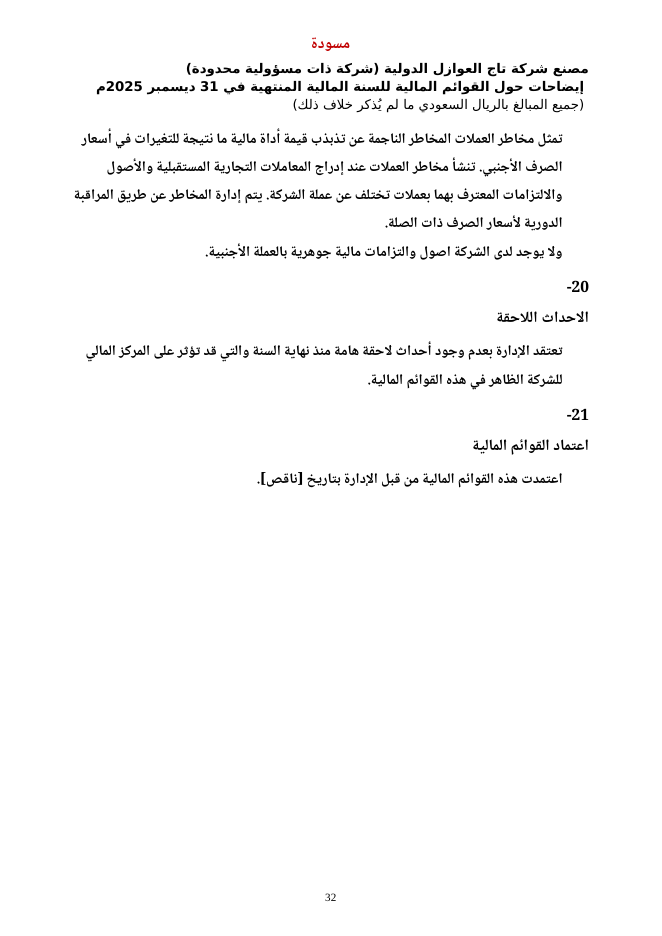 مسودة
مصنع شركة تاج العوازل الدولية (شركة ذات مسؤولية محدودة)
إيضاحات حول القوائم المالية للسنة المالية المنتهية في 31 ديسمبر 2025م
(جميع المبالغ بالريال السعودي ما لم يُذكر خلاف ذلك)
تمثل مخاطر العملات المخاطر الناجمة عن تذبذب قيمة أداة مالية ما نتيجة للتغيرات في أسعار
الصرف الأجنبي. تنشأ مخاطر العملات عند إدراج المعاملات التجارية المستقبلية والأصول
والالتزامات المعترف بهما بعملات تختلف عن عملة الشركة. يتم إدارة المخاطر عن طريق المراقبة
الدورية لأسعار الصرف ذات الصلة.
ولا يوجد لدى الشركة اصول والتزامات مالية جوهرية بالعملة الأجنبية.
20-
الاحداث اللاحقة
تعتقد الإدارة بعدم وجود أحداث لاحقة هامة منذ نهاية السنة والتي قد تؤثر على المركز المالي
للشركة الظاهر في هذه القوائم المالية.
21-
اعتماد القوائم المالية
اعتمدت هذه القوائم المالية من قبل الإدارة بتاريخ [ناقص].
32